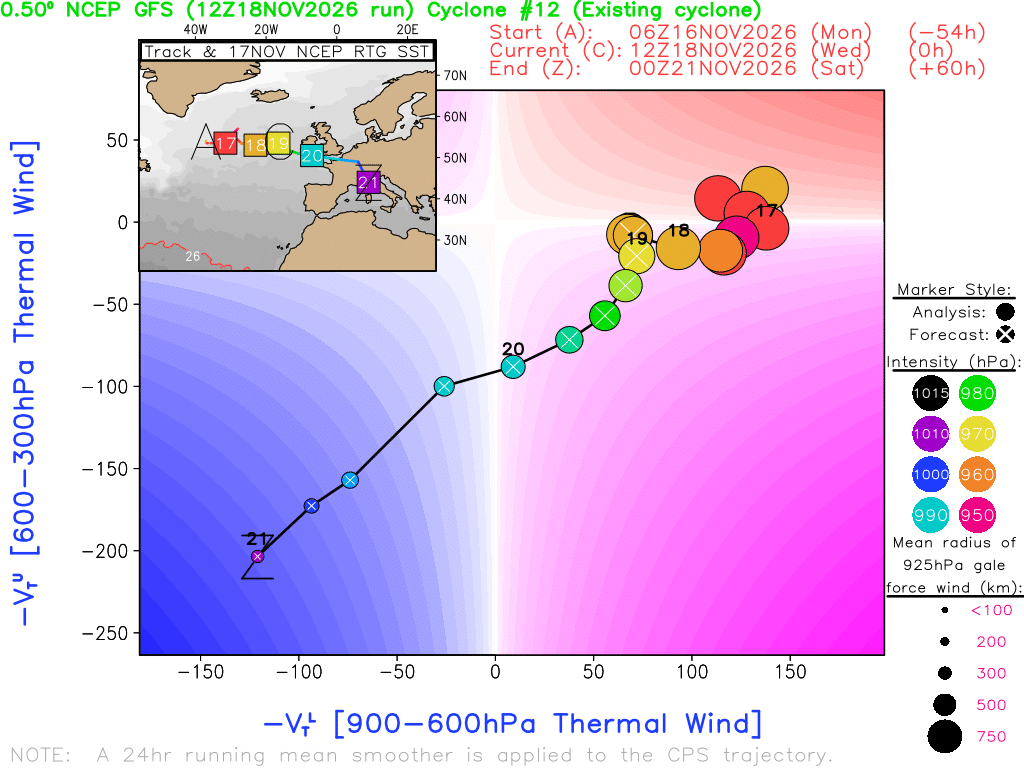 0.50° NCEP GFS (12Z18NOV2026 run) Cyclone #12 (Existing cyclone)
Start (A): 06Z16NOV2026 (Mon) (−54h)
Current (C): 12Z18NOV2026 (Wed) (0h)
End (Z): 00Z21NOV2026 (Sat) (+60h)
40W 20W 0 20E
Track & 17NOV NCEP RTG SST
70N
60N
50N
40N
30N
A 17 18 19 C 20 21 Z
26
−V_T^U [600−300hPa Thermal Wind]
50
0
−50
−100
−150
−200
−250
17
18
19
20
21
Z
−150 −100 −50 0 50 100 150
−V_T^L [900−600hPa Thermal Wind]
Marker Style:
Analysis:
Forecast:
Intensity (hPa):
1015 980
1010 970
1000 960
990 950
Mean radius of
925hPa gale
force wind (km):
<100
200
300
500
750
NOTE: A 24hr running mean smoother is applied to the CPS trajectory.